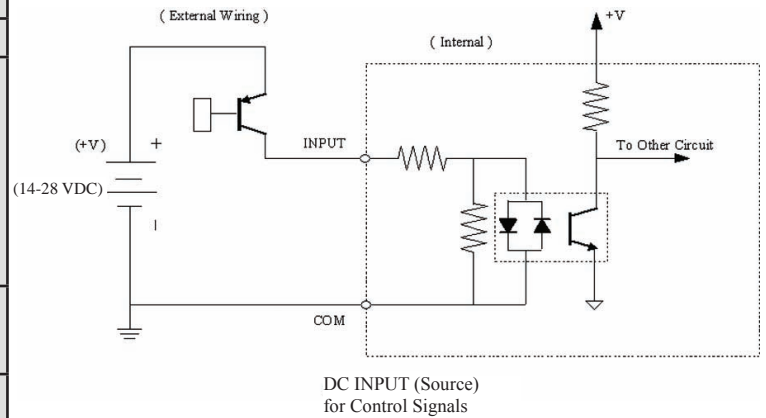 ( External Wiring )
+V
( Internal )
(+V)
+
INPUT
To Other Circuit
(14-28 VDC)
−
COM
DC INPUT (Source)
for Control Signals